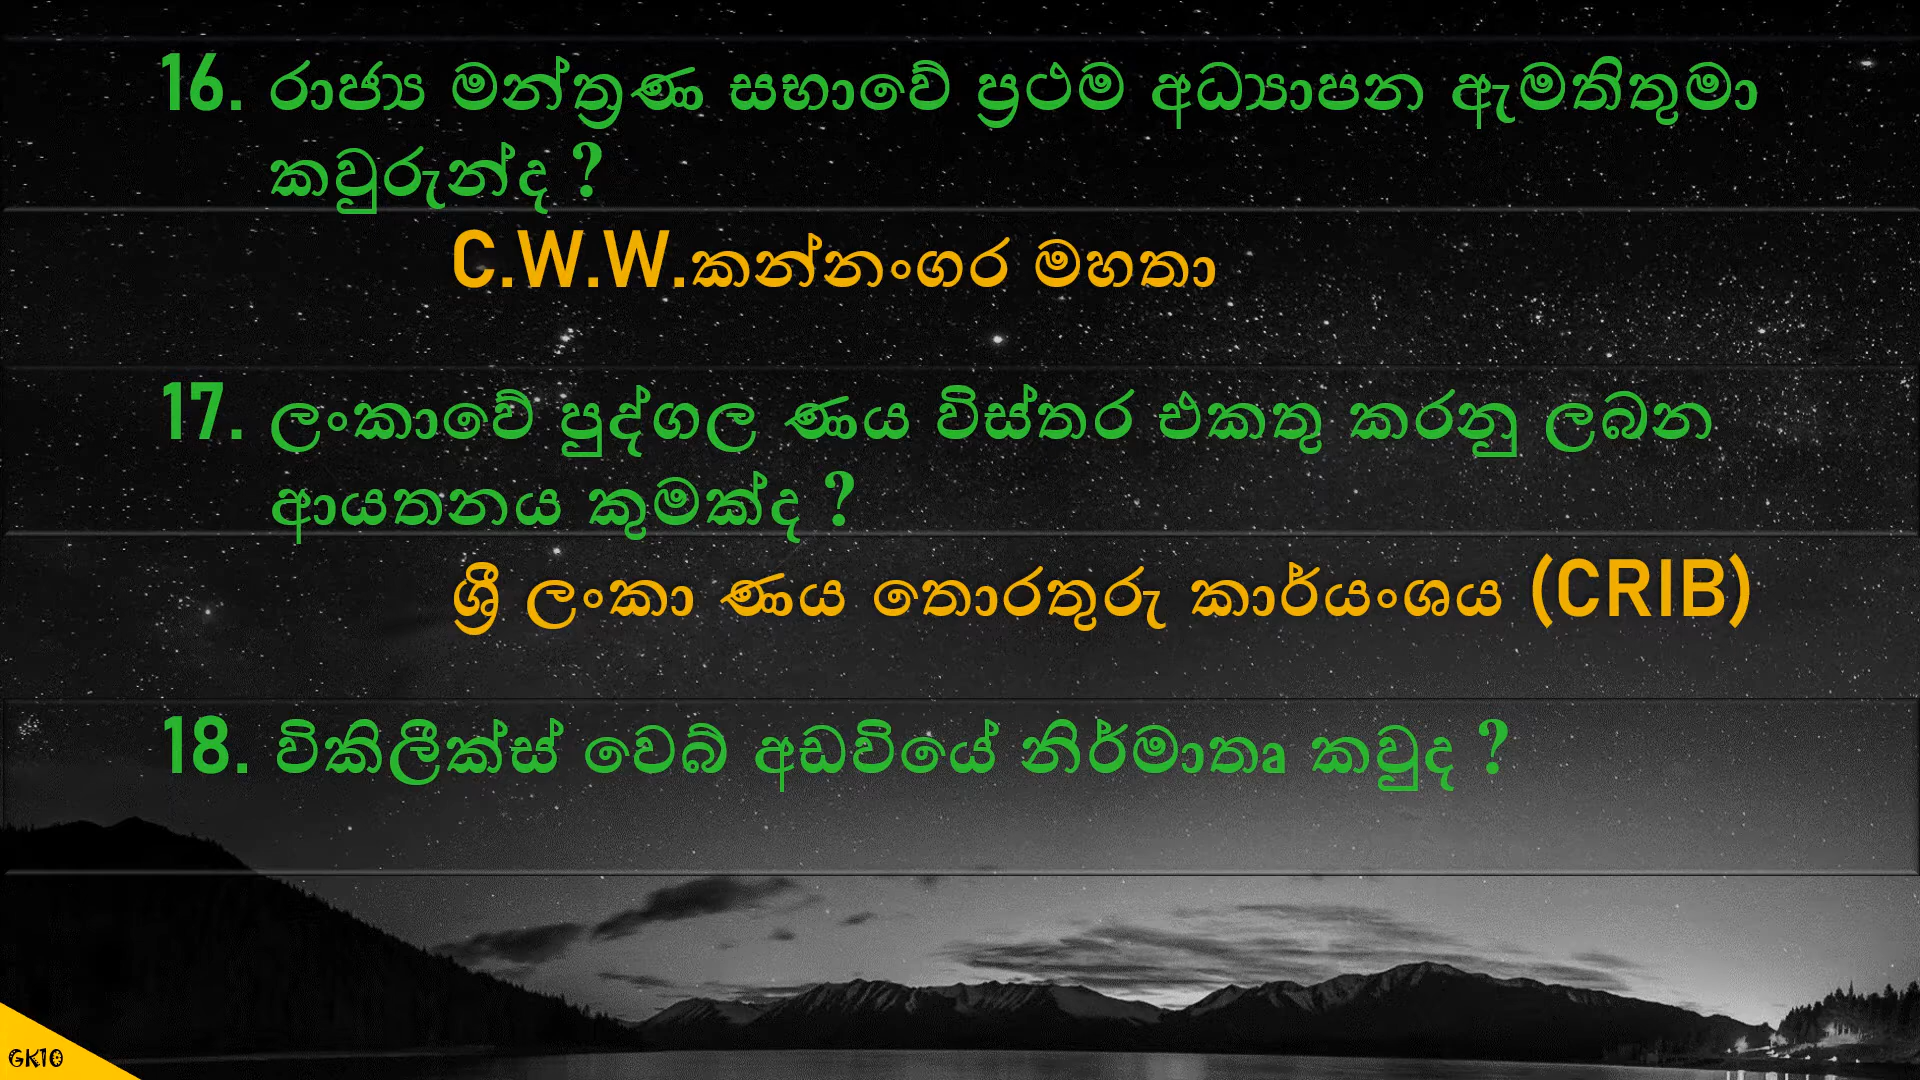 16. රාජ්‍ය මන්ත්‍රණ සභාවේ ප්‍රථම අධ්‍යාපන ඇමතිතුමා
කවුරුන්ද ?
C.W.W.කන්නංගර මහතා
17. ලංකාවේ පුද්ගල ණය විස්තර එකතු කරනු ලබන
ආයතනය කුමක්ද ?
ශ්‍රී ලංකා ණය තොරතුරු කාර්යංශය (CRIB)
18. විකිලීක්ස් වෙබ් අඩවියේ නිර්මාතෘ කවුද ?
GK10